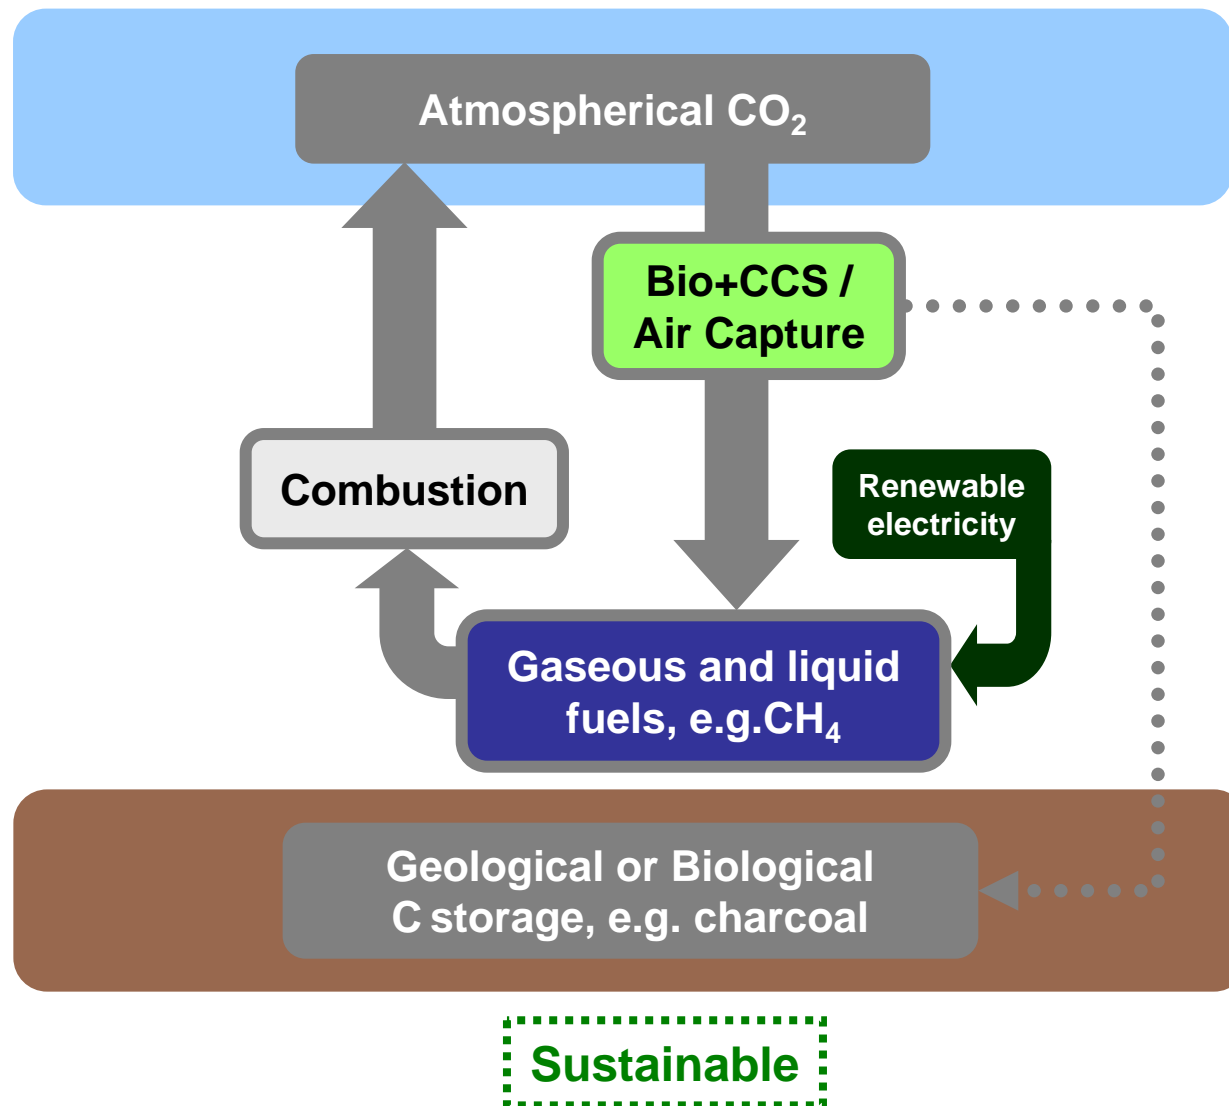 Atmospherical CO₂
Bio+CCS /
Air Capture
Combustion
Renewable
electricity
Gaseous and liquid
fuels, e.g.CH₄
Geological or Biological
C storage, e.g. charcoal
Sustainable